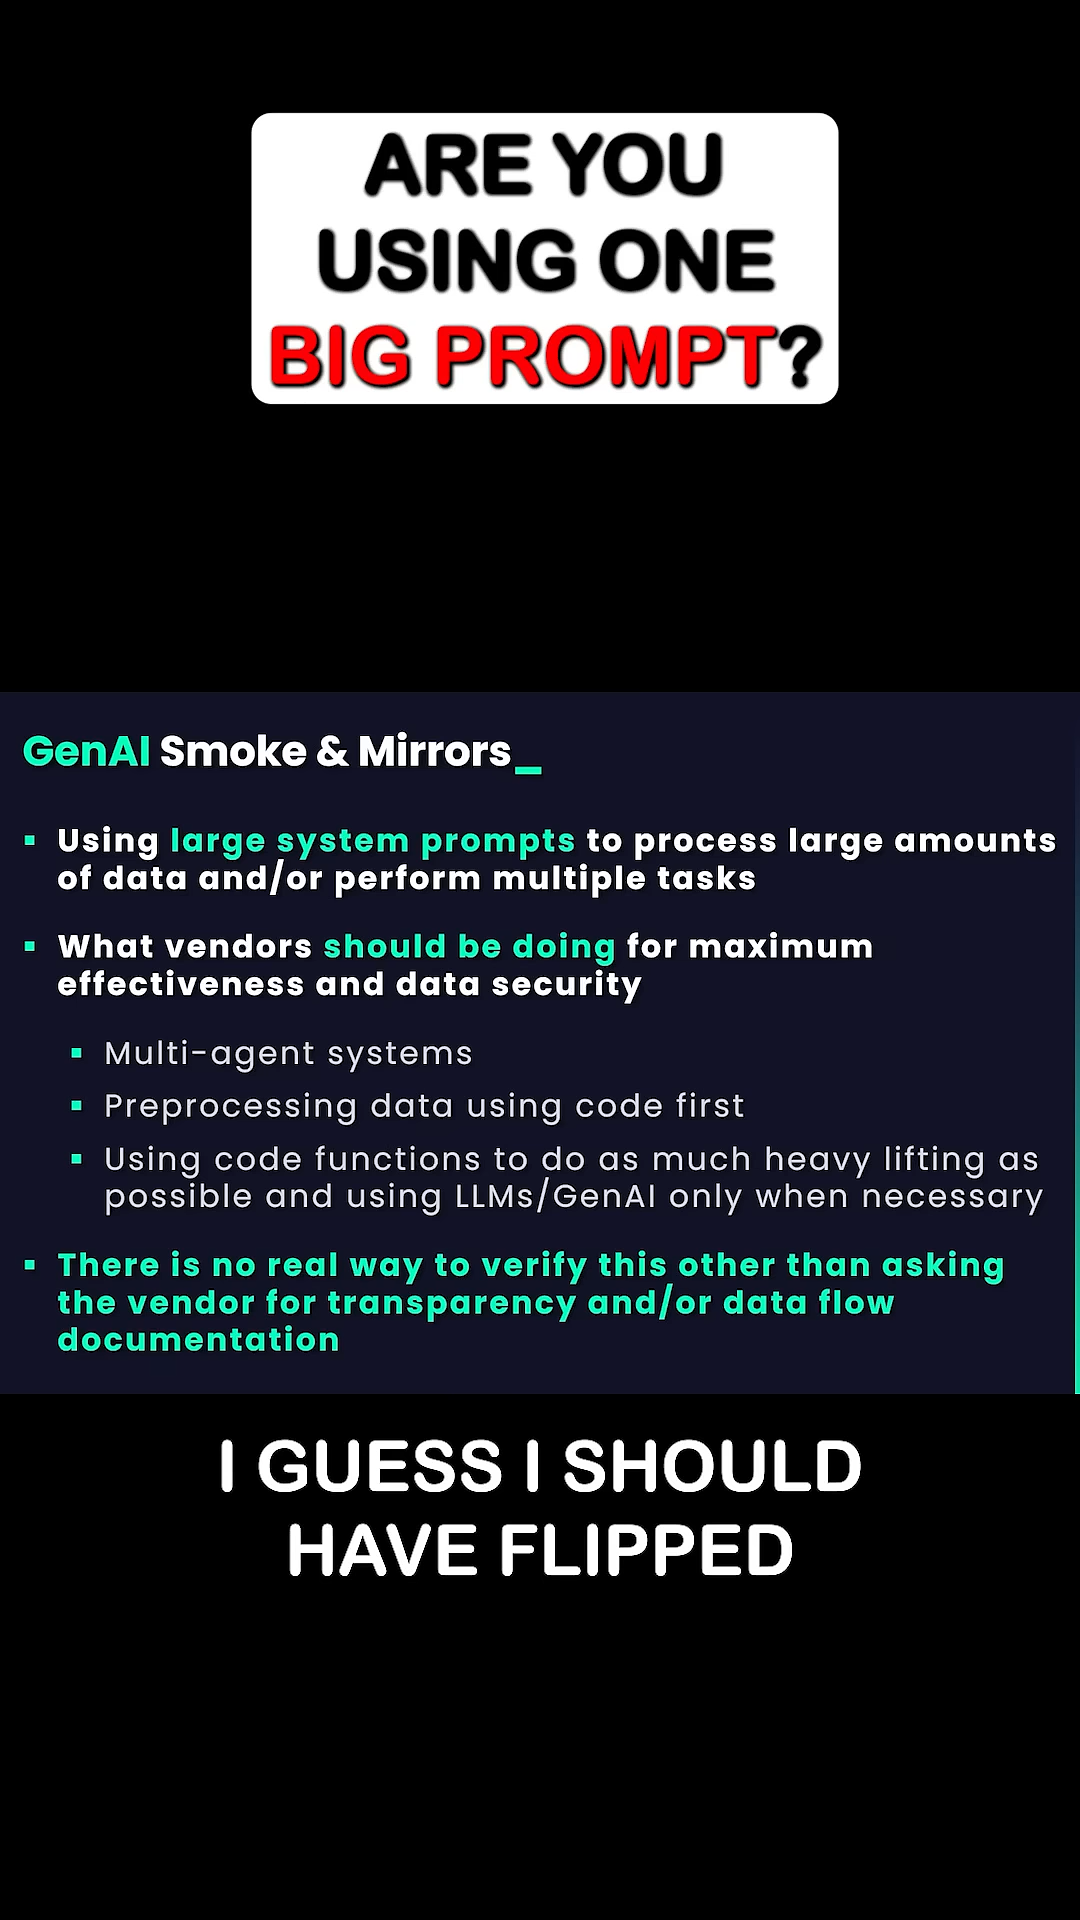 ARE YOU
USING ONE
BIG PROMPT?
GenAI Smoke & Mirrors_
▪ Using large system prompts to process large amounts
of data and/or perform multiple tasks
▪ What vendors should be doing for maximum
effectiveness and data security
▪ Multi-agent systems
▪ Preprocessing data using code first
▪ Using code functions to do as much heavy lifting as
possible and using LLMs/GenAI only when necessary
▪ There is no real way to verify this other than asking
the vendor for transparency and/or data flow
documentation
I GUESS I SHOULD
HAVE FLIPPED